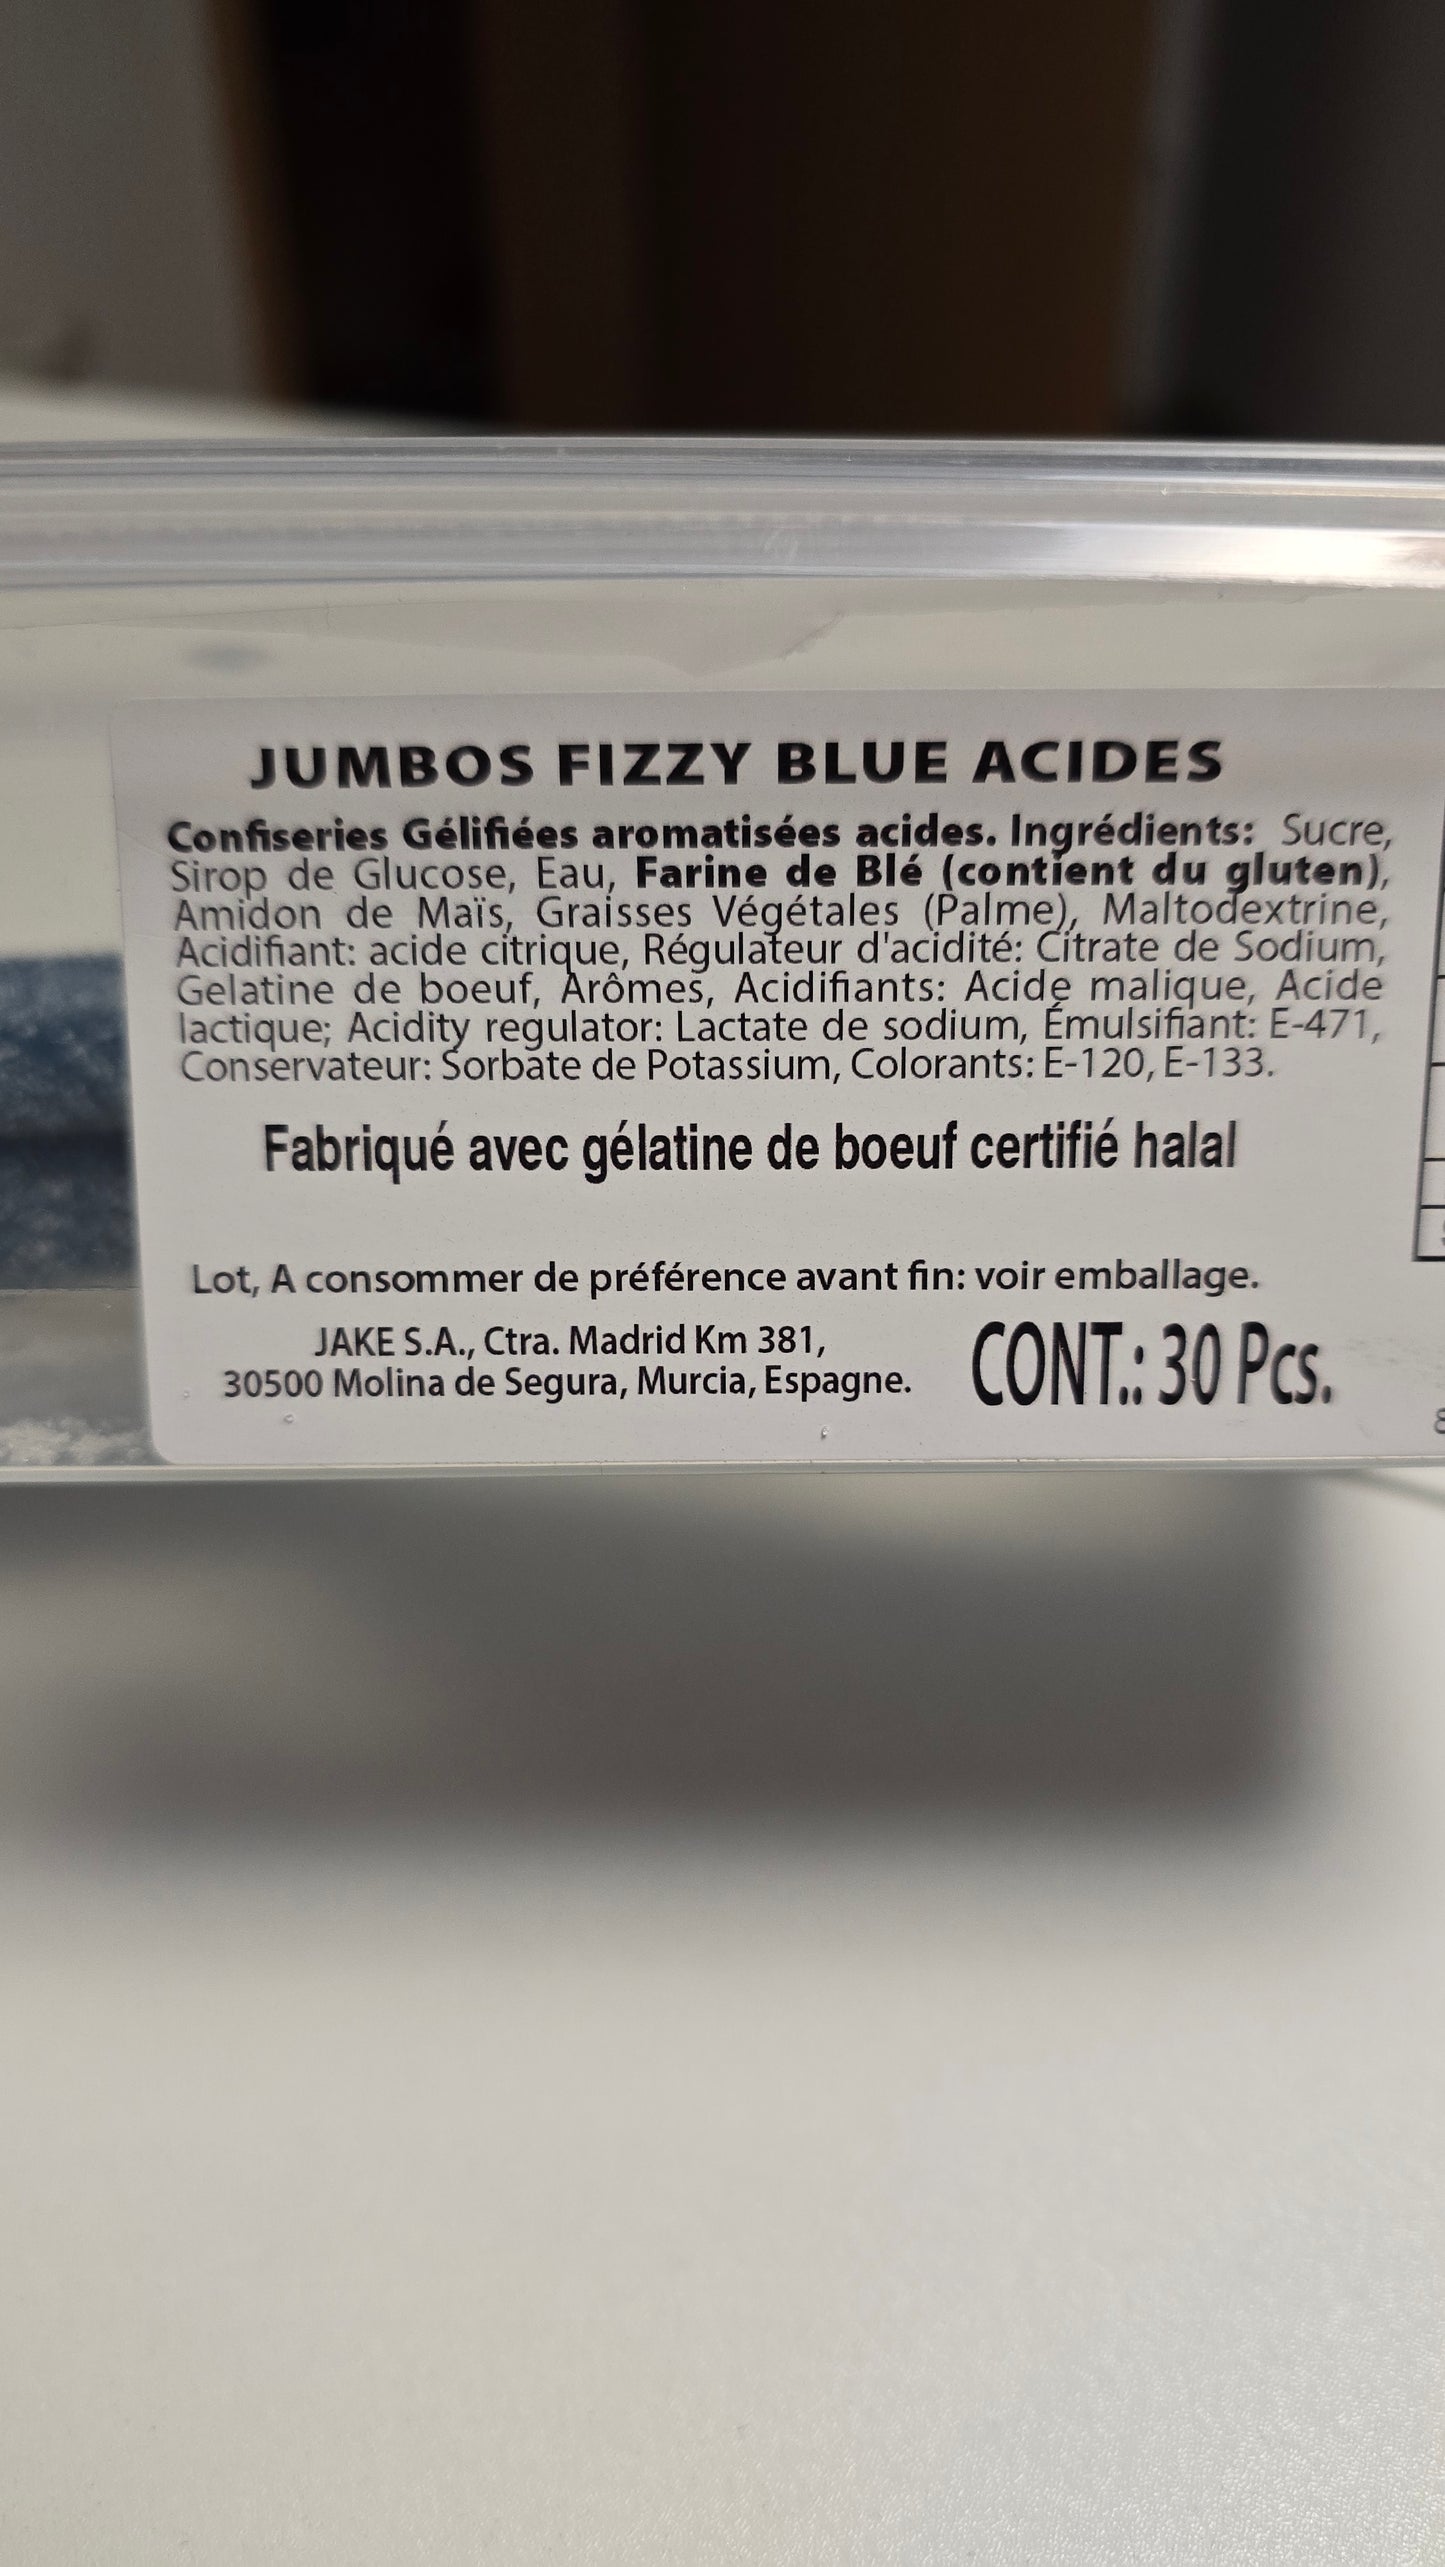 JUMBOS FIZZY BLUE ACIDES
Confiseries Gélifiées aromatisées acides. Ingrédients: Sucre,
Sirop de Glucose, Eau, Farine de Blé (contient du gluten),
Amidon de Maïs, Graisses Végétales (Palme), Maltodextrine,
Acidifiant: acide citrique, Régulateur d'acidité: Citrate de Sodium,
Gelatine de boeuf, Arômes, Acidifiants: Acide malique, Acide
lactique; Acidity regulator: Lactate de sodium, Émulsifiant: E-471,
Conservateur: Sorbate de Potassium, Colorants: E-120, E-133.
Fabriqué avec gélatine de boeuf certifié halal
Lot, A consommer de préférence avant fin: voir emballage.
JAKE S.A., Ctra. Madrid Km 381,
30500 Molina de Segura, Murcia, Espagne.
CONT.: 30 Pcs.